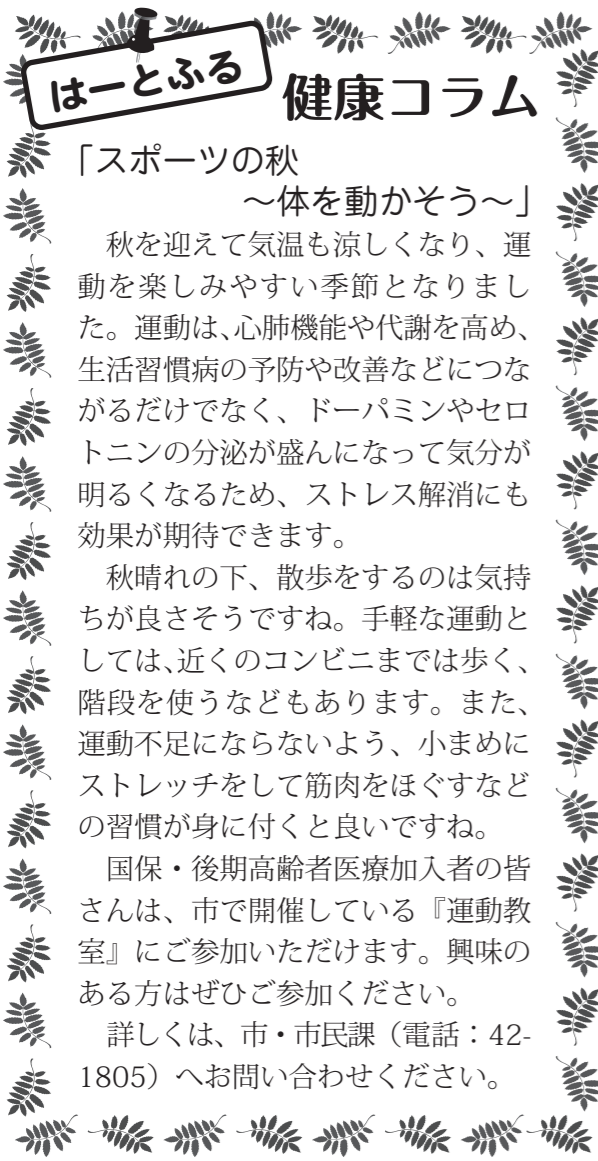 はーとふる
健康コラム
「スポーツの秋
～体を動かそう～」
　秋を迎えて気温も涼しくなり、運
動を楽しみやすい季節となりまし
た。運動は、心肺機能や代謝を高め、
生活習慣病の予防や改善などにつな
がるだけでなく、ドーパミンやセロ
トニンの分泌が盛んになって気分が
明るくなるため、ストレス解消にも
効果が期待できます。
　秋晴れの下、散歩をするのは気持
ちが良さそうですね。手軽な運動と
しては、近くのコンビニまでは歩く、
階段を使うなどもあります。また、
運動不足にならないよう、小まめに
ストレッチをして筋肉をほぐすなど
の習慣が身に付くと良いですね。
　国保・後期高齢者医療加入者の皆
さんは、市で開催している『運動教
室』にご参加いただけます。興味の
ある方はぜひご参加ください。
　詳しくは、市・市民課（電話：42-
1805）へお問い合わせください。